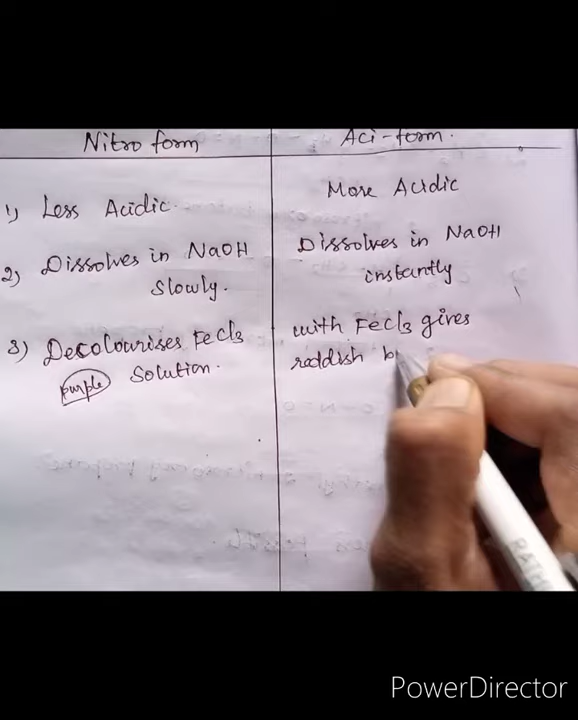 Nitro form
Aci-form.
1) Less Acidic
More Acidic
2) Dissolves in NaOH
slowly.
Dissolves in NaOH
instantly
3) Decolourises FeCl3
purple solution.
with FeCl3 gives
reddish b
PowerDirector